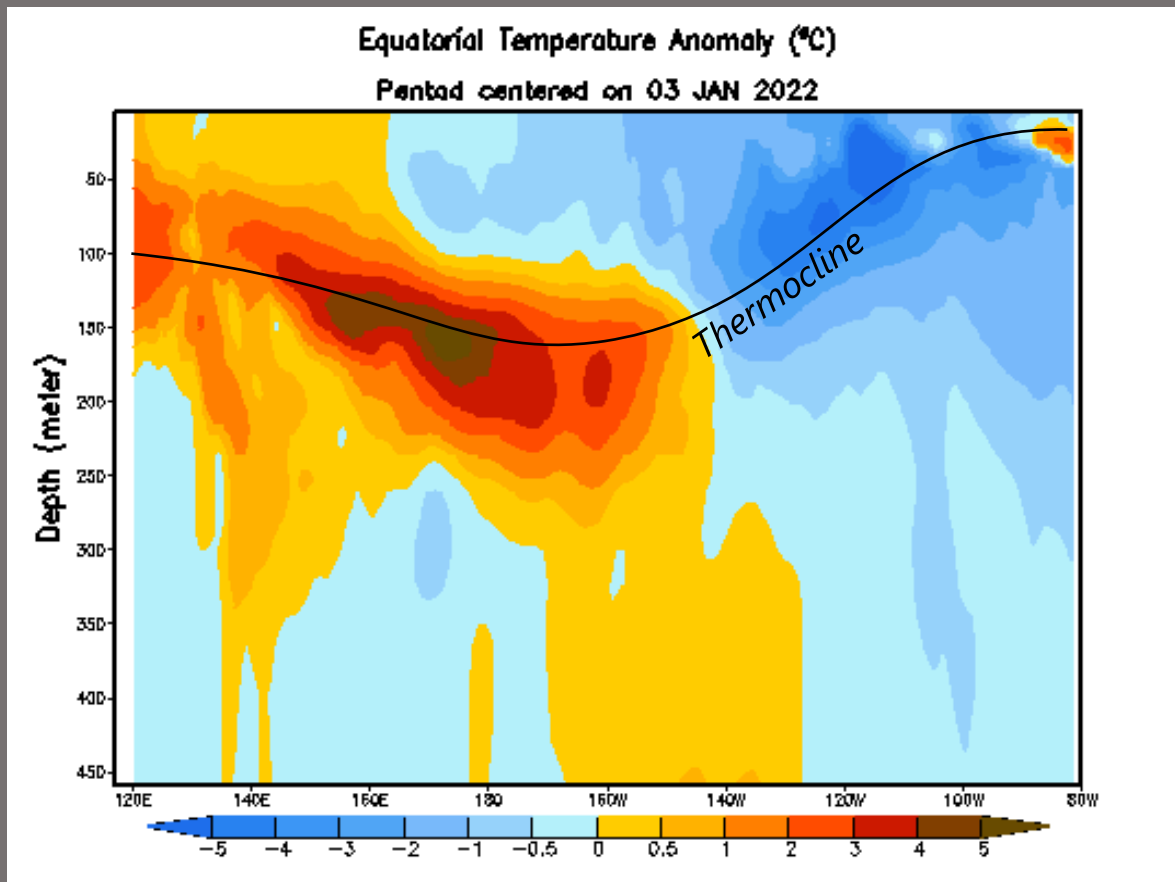 Equatorial Temperature Anomaly (°C)
Pentad centered on 03 JAN 2022
50
100
150
200
250
300
350
400
450
Depth (meter)
Thermocline
120E 140E 160E 180 160W 140W 120W 100W 80W
-5 -4 -3 -2 -1 -0.5 0 0.5 1 2 3 4 5